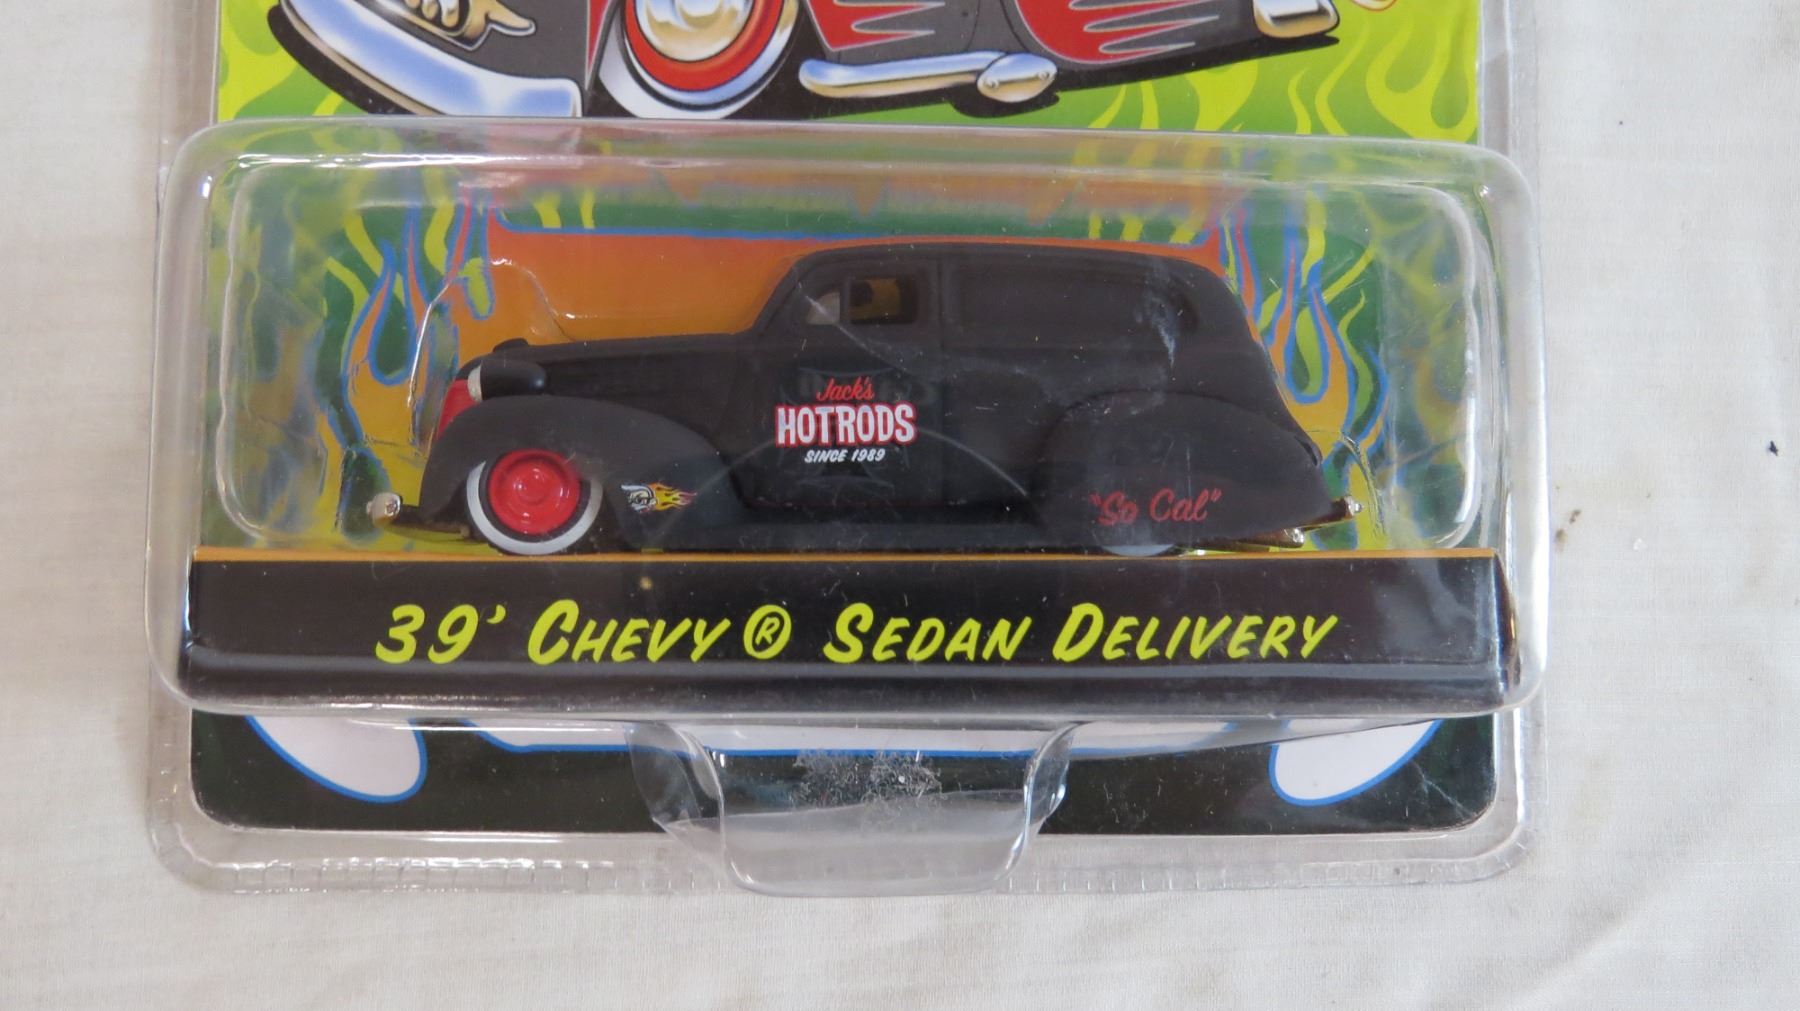 Jack's
HOTRODS
SINCE 1989
"So Cal"
39' CHEVY® SEDAN DELIVERY